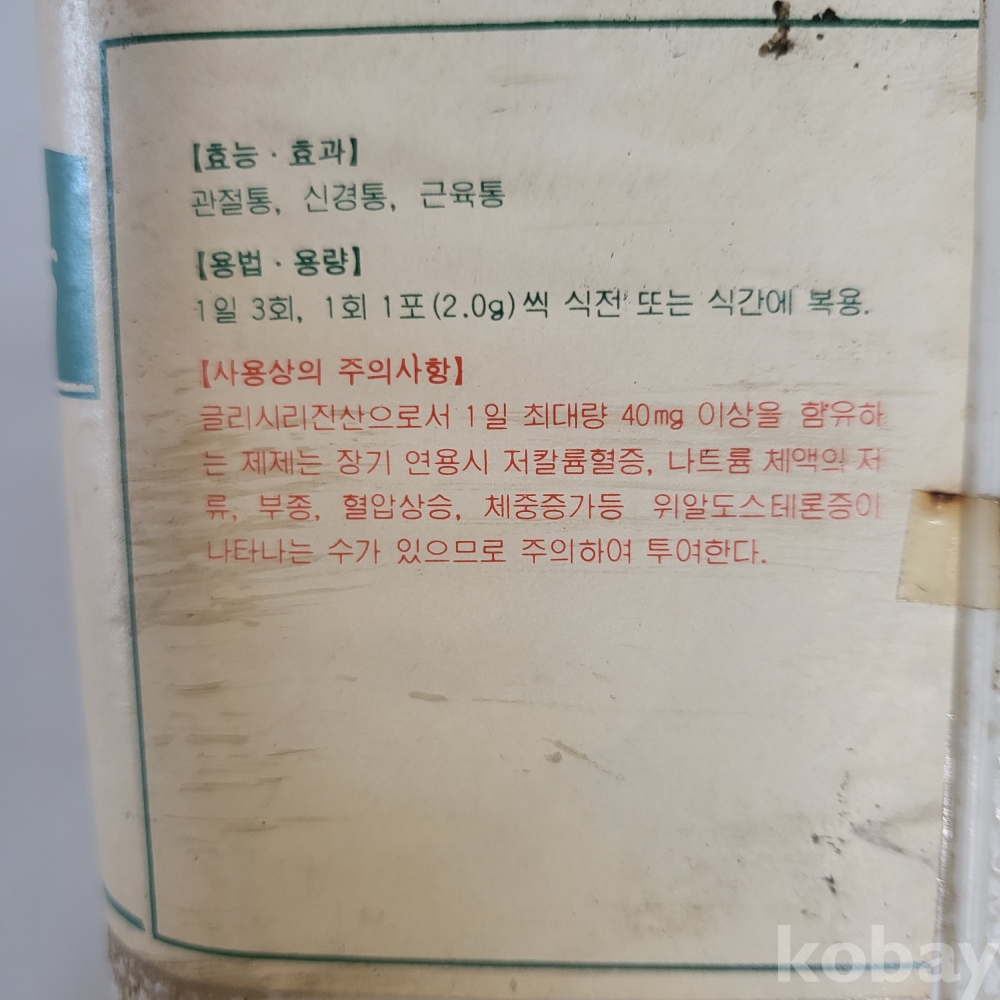 【효능 · 효과】
관절통, 신경통, 근육통
【용법 · 용량】
1일 3회, 1회 1포(2.0g)씩 식전 또는 식간에 복용.
【사용상의 주의사항】
글리시리진산으로서 1일 최대량 40mg 이상을 함유하
는 제제는 장기 연용시 저칼륨혈증, 나트륨 체액의 저
류, 부종, 혈압상승, 체중증가등 위알도스테론증이
나타나는 수가 있으므로 주의하여 투여한다.
kobay